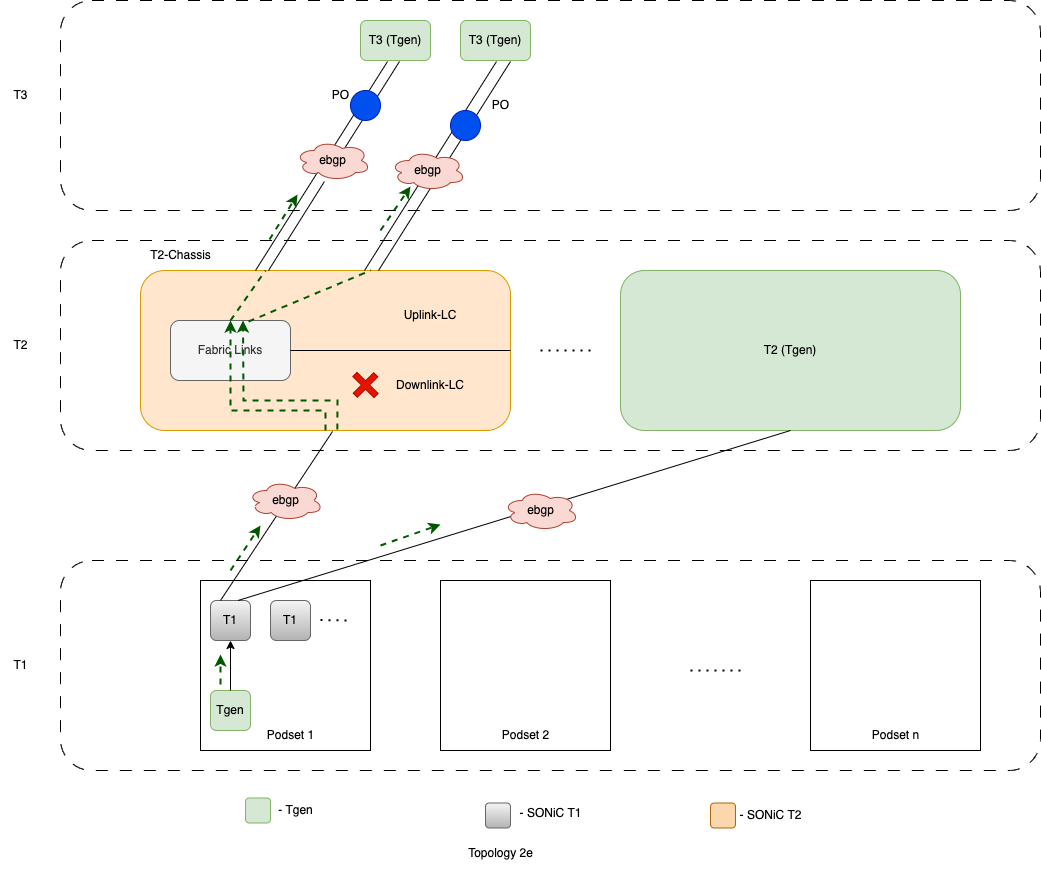 T3 (Tgen)
T3 (Tgen)
PO
PO
T3
ebgp
ebgp
T2-Chassis
Uplink-LC
T2
Fabric Links
.......
T2 (Tgen)
Downlink-LC
ebgp
ebgp
T1
T1
....
T1
.......
Tgen
Podset 1
Podset 2
Podset n
- Tgen
- SONiC T1
- SONiC T2
Topology 2e